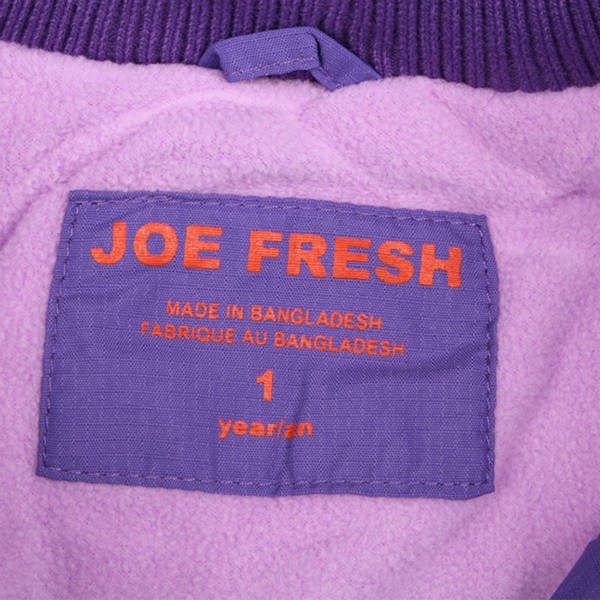 JOE FRESH
MADE IN BANGLADESH
FABRIQUE AU BANGLADESH
1
year/an